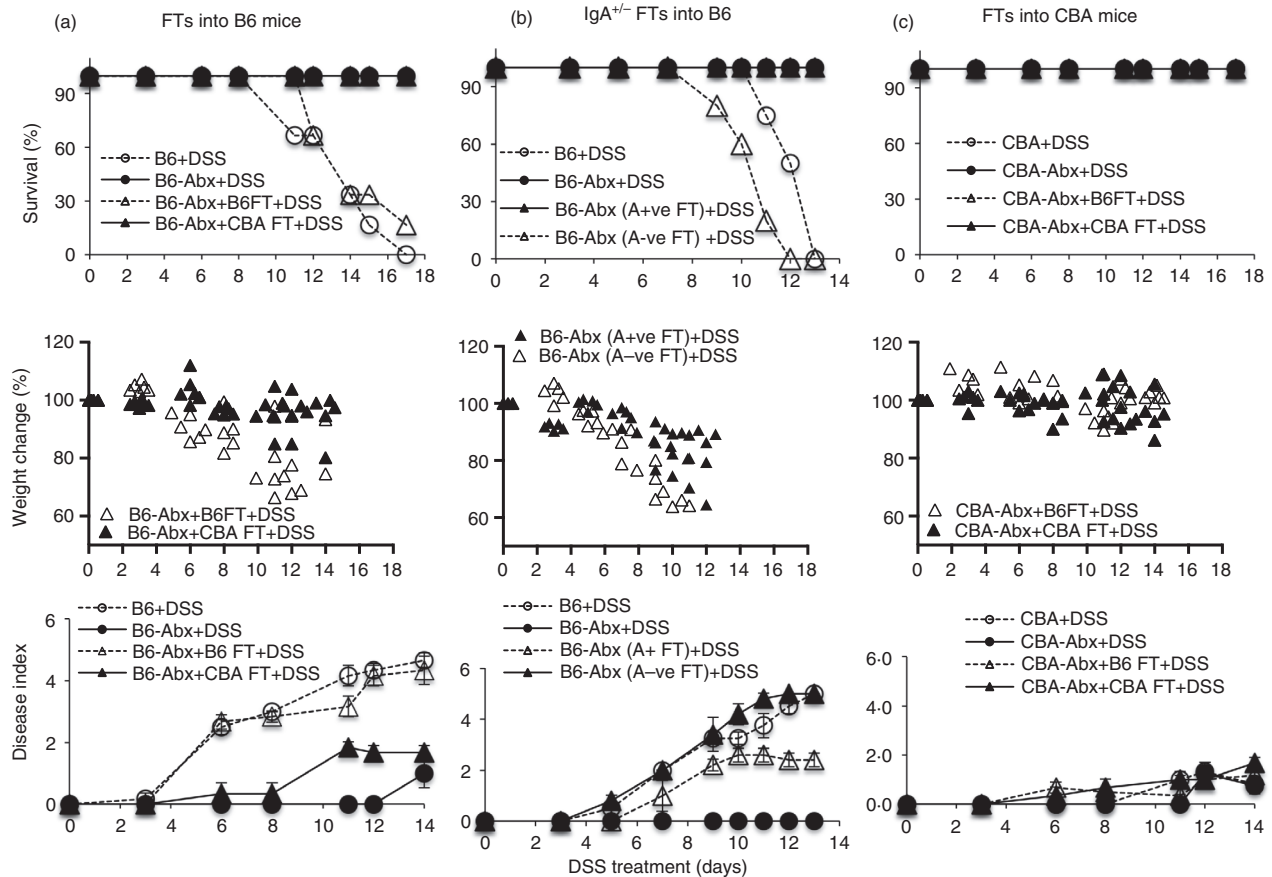 (a)
FTs into B6 mice
Survival (%)
90
60
30
0
B6+DSS
B6-Abx+DSS
B6-Abx+B6FT+DSS
B6-Abx+CBA FT+DSS
0 2 4 6 8 10 12 14 16 18
(b)
IgA+/– FTs into B6
90
60
30
0
B6+DSS
B6-Abx+DSS
B6-Abx (A+ve FT)+DSS
B6-Abx (A-ve FT) +DSS
0 2 4 6 8 10 12 14
(c)
FTs into CBA mice
90
60
30
0
CBA+DSS
CBA-Abx+DSS
CBA-Abx+B6FT+DSS
CBA-Abx+CBA FT+DSS
0 2 4 6 8 10 12 14 16 18
Weight change (%)
120
100
80
60
B6-Abx+B6FT+DSS
B6-Abx+CBA FT+DSS
0 2 4 6 8 10 12 14 16 18
B6-Abx (A+ve FT)+DSS
B6-Abx (A–ve FT)+DSS
120
100
80
60
0 2 4 6 8 10 12 14 16 18
120
100
80
60
CBA-Abx+B6FT+DSS
CBA-Abx+CBA FT+DSS
0 2 4 6 8 10 12 14 16 18
Disease index
6
4
2
0
B6+DSS
B6-Abx+DSS
B6-Abx+B6 FT+DSS
B6-Abx+CBA FT+DSS
0 2 4 6 8 10 12 14
B6+DSS
B6-Abx+DSS
B6-Abx (A+ FT)+DSS
B6-Abx (A–ve FT)+DSS
6
4
2
0
0 2 4 6 8 10 12 14
DSS treatment (days)
CBA+DSS
CBA-Abx+DSS
CBA-Abx+B6 FT+DSS
CBA-Abx+CBA FT+DSS
6·0
4·0
2·0
0·0
0 2 4 6 8 10 12 14